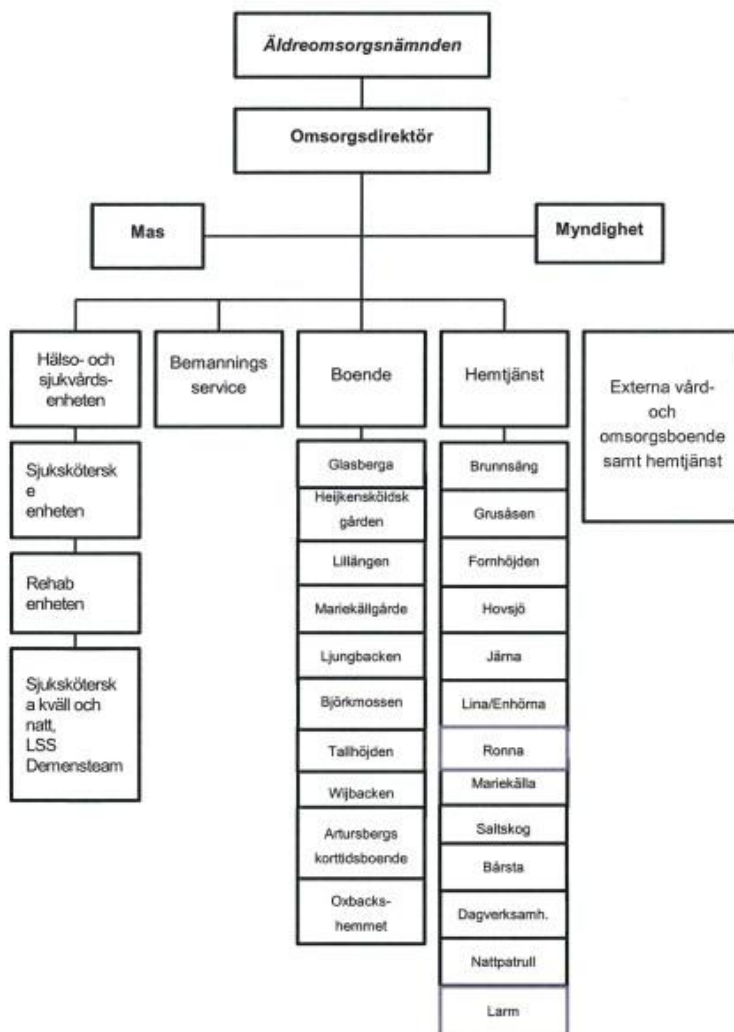 Äldreomsorgsnämnden
Omsorgsdirektör
Mas
Myndighet
Hälso- och
sjukvårds-
enheten
Sjuksköterск
e
enheten
Rehab
enheten
Sjukskötersk
a kväll och
natt,
LSS
Demensteam
Bemannings
service
Boende
Glasberga
Heijkensköldsk
gården
Lillängen
Mariekällgårde
Ljungbacken
Björkmossen
Tallhöjden
Wijbacken
Artursbergs
korttidsboende
Oxbacks-
hemmet
Hemtjänst
Brunnsäng
Grusåsen
Fornhöjden
Hovsjö
Järna
Lina/Enhörna
Ronna
Mariekälla
Saltskog
Bårsta
Dagverksamh.
Nattpatrull
Larm
Externa vård-
och
omsorgsboende
samt hemtjänst